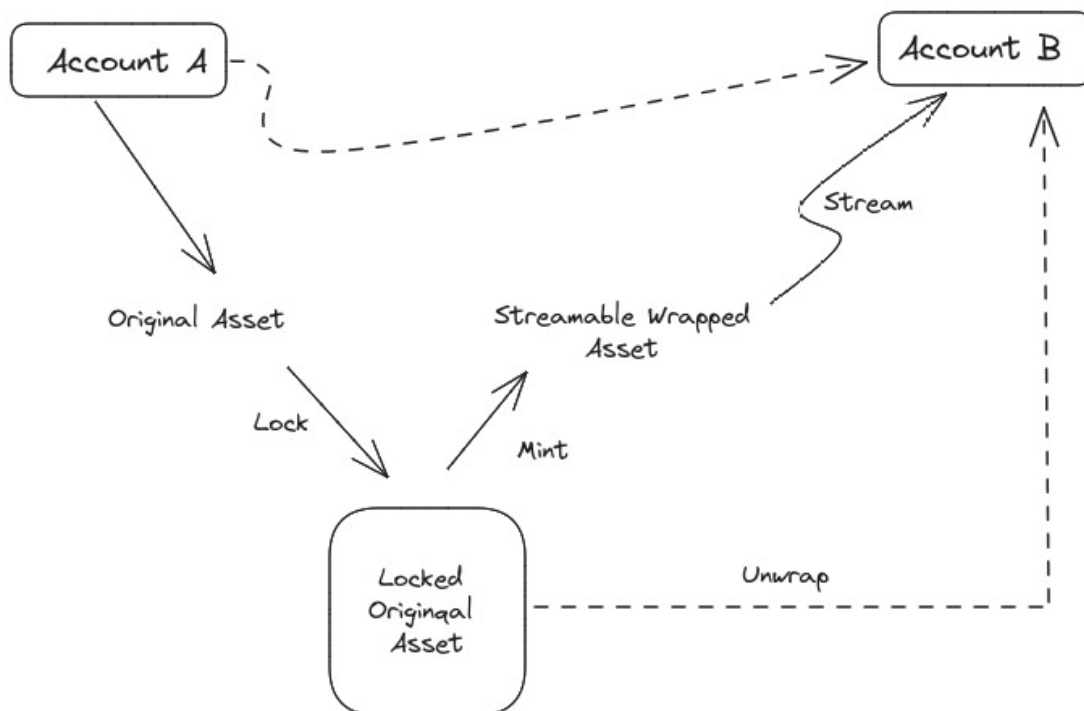 Account A
Account B
Stream
Original Asset
Streamable Wrapped
Asset
Lock
Mint
Locked
Originqal
Asset
Unwrap